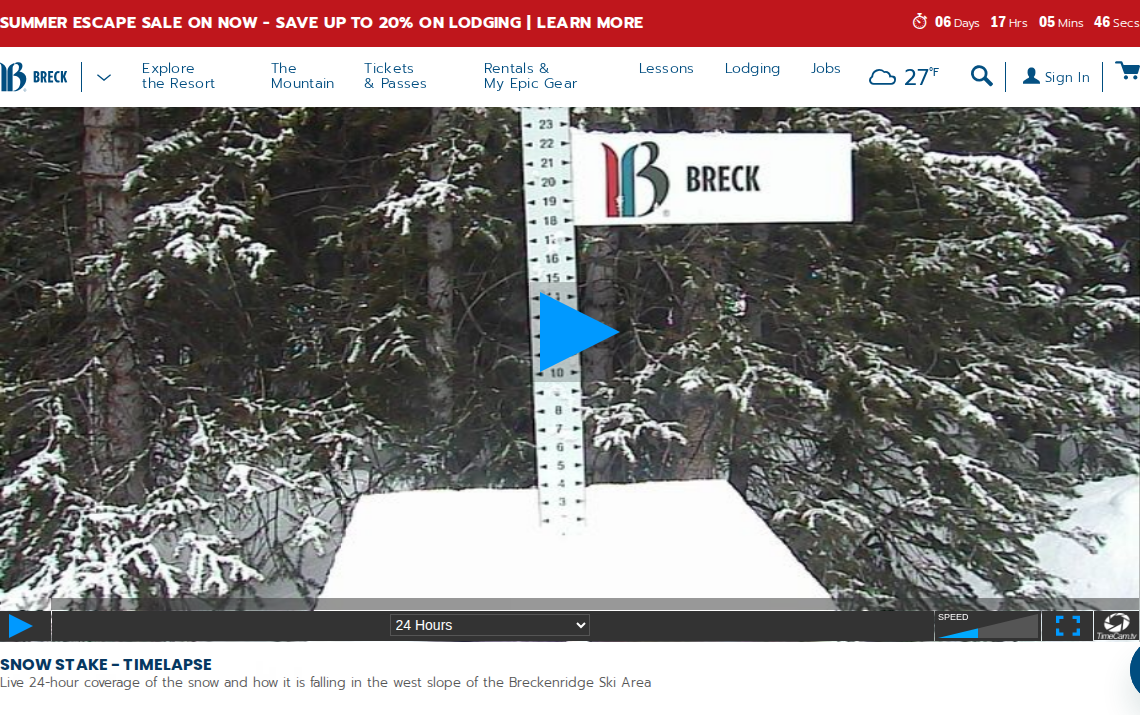 SUMMER ESCAPE SALE ON NOW - SAVE UP TO 20% ON LODGING | LEARN MORE
06 Days 17 Hrs 05 Mins 46 Secs
BRECK
Explore
the Resort
The
Mountain
Tickets
& Passes
Rentals &
My Epic Gear
Lessons
Lodging
Jobs
27°F
Sign In
23
22
21
20
19
18
16
15
10
8
7
6
5
4
3
BRECK
24 Hours
SPEED
TimeCam.tv
SNOW STAKE - TIMELAPSE
Live 24-hour coverage of the snow and how it is falling in the west slope of the Breckenridge Ski Area